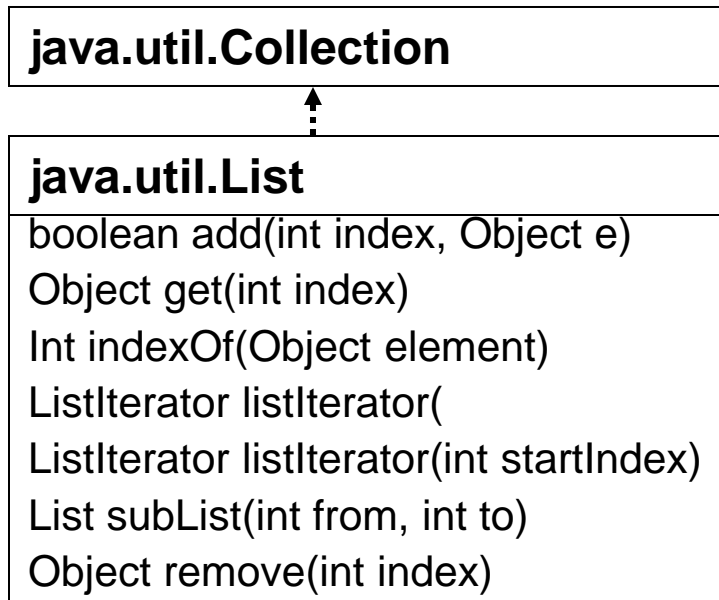 java.util.Collection
java.util.List
boolean add(int index, Object e)
Object get(int index)
Int indexOf(Object element)
ListIterator listIterator(
ListIterator listIterator(int startIndex)
List subList(int from, int to)
Object remove(int index)